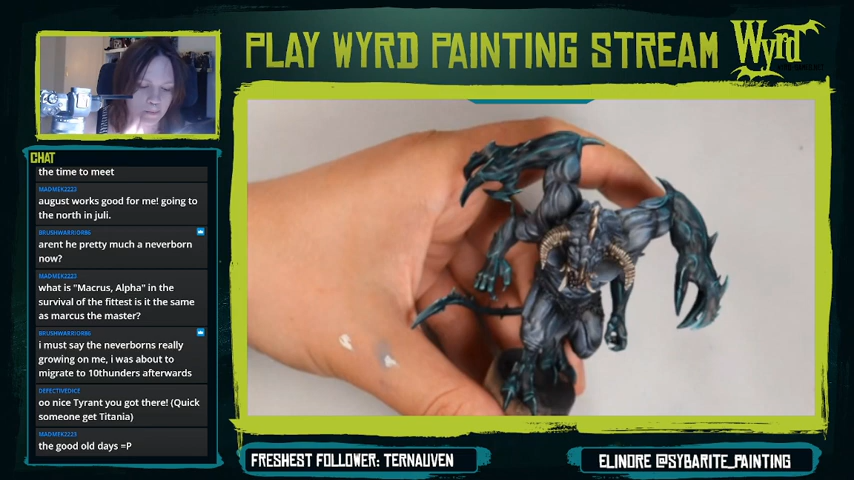 PLAY WYRD PAINTING STREAM
Wyrd
CHAT
the time to meet
MADMEK2223
august works good for me! going to
the north in juli.
BRUSHWARRIOR86
arent he pretty much a neverborn
now?
MADMEK2223
what is "Macrus, Alpha" in the
survival of the fittest is it the same
as marcus the master?
BRUSHWARRIOR86
i must say the neverborns really
growing on me, i was about to
migrate to 10thunders afterwards
DEFECTIVEDICE
oo nice Tyrant you got there! (Quick
someone get Titania)
MADMEK2223
the good old days =P
FRESHEST FOLLOWER: TERNAUVEN
ELINORE @SYBARITE_PAINTING